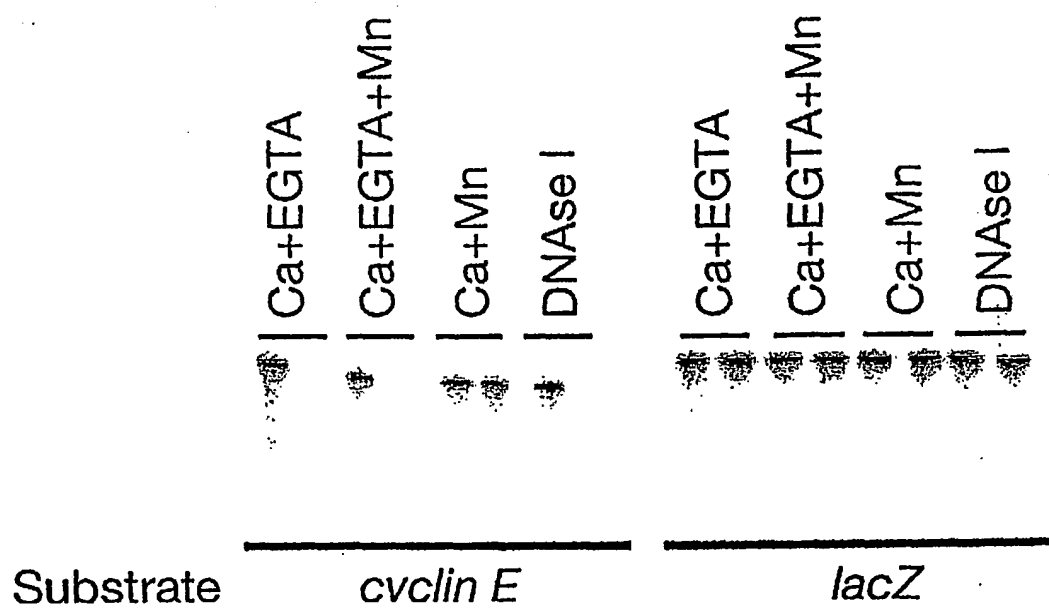 Ca+EGTA
Ca+EGTA+Mn
Ca+Mn
DNAse I
Ca+EGTA
Ca+EGTA+Mn
Ca+Mn
DNAse I
Substrate cvclin E lacZ